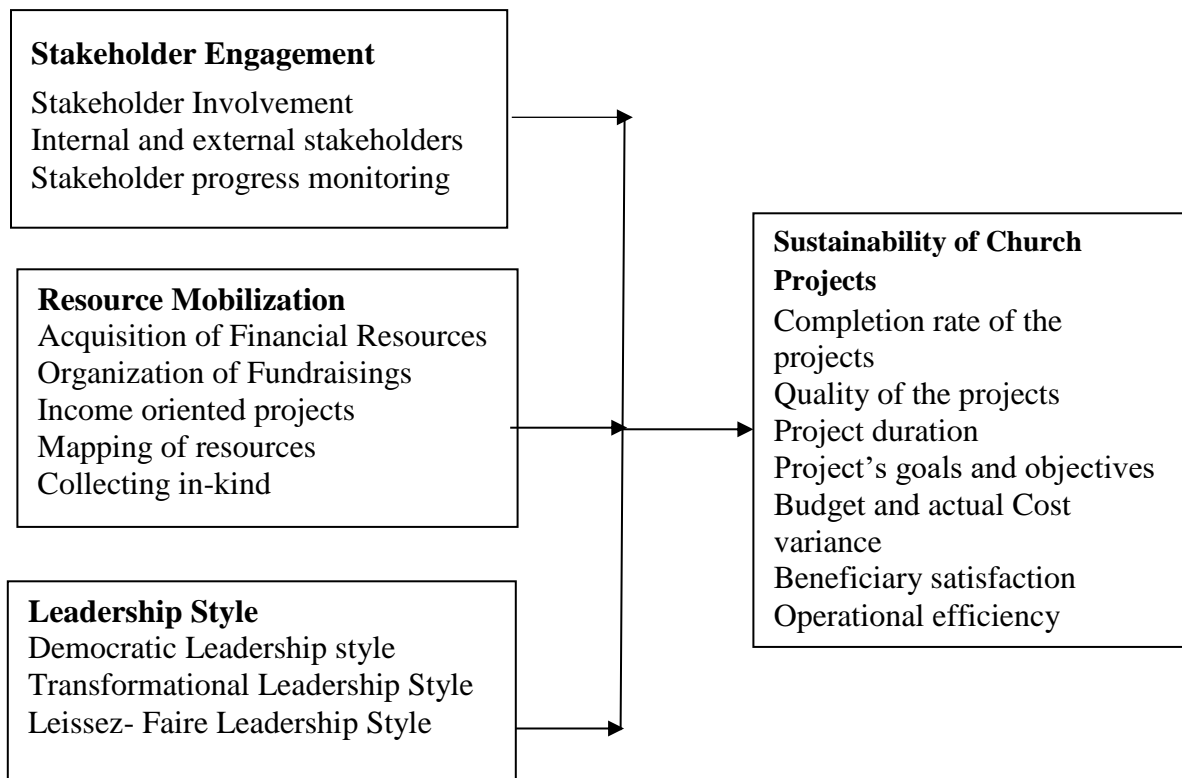 Stakeholder Engagement
Stakeholder Involvement
Internal and external stakeholders
Stakeholder progress monitoring
Resource Mobilization
Acquisition of Financial Resources
Organization of Fundraisings
Income oriented projects
Mapping of resources
Collecting in-kind
Leadership Style
Democratic Leadership style
Transformational Leadership Style
Leissez- Faire Leadership Style
Sustainability of Church
Projects
Completion rate of the
projects
Quality of the projects
Project duration
Project’s goals and objectives
Budget and actual Cost
variance
Beneficiary satisfaction
Operational efficiency